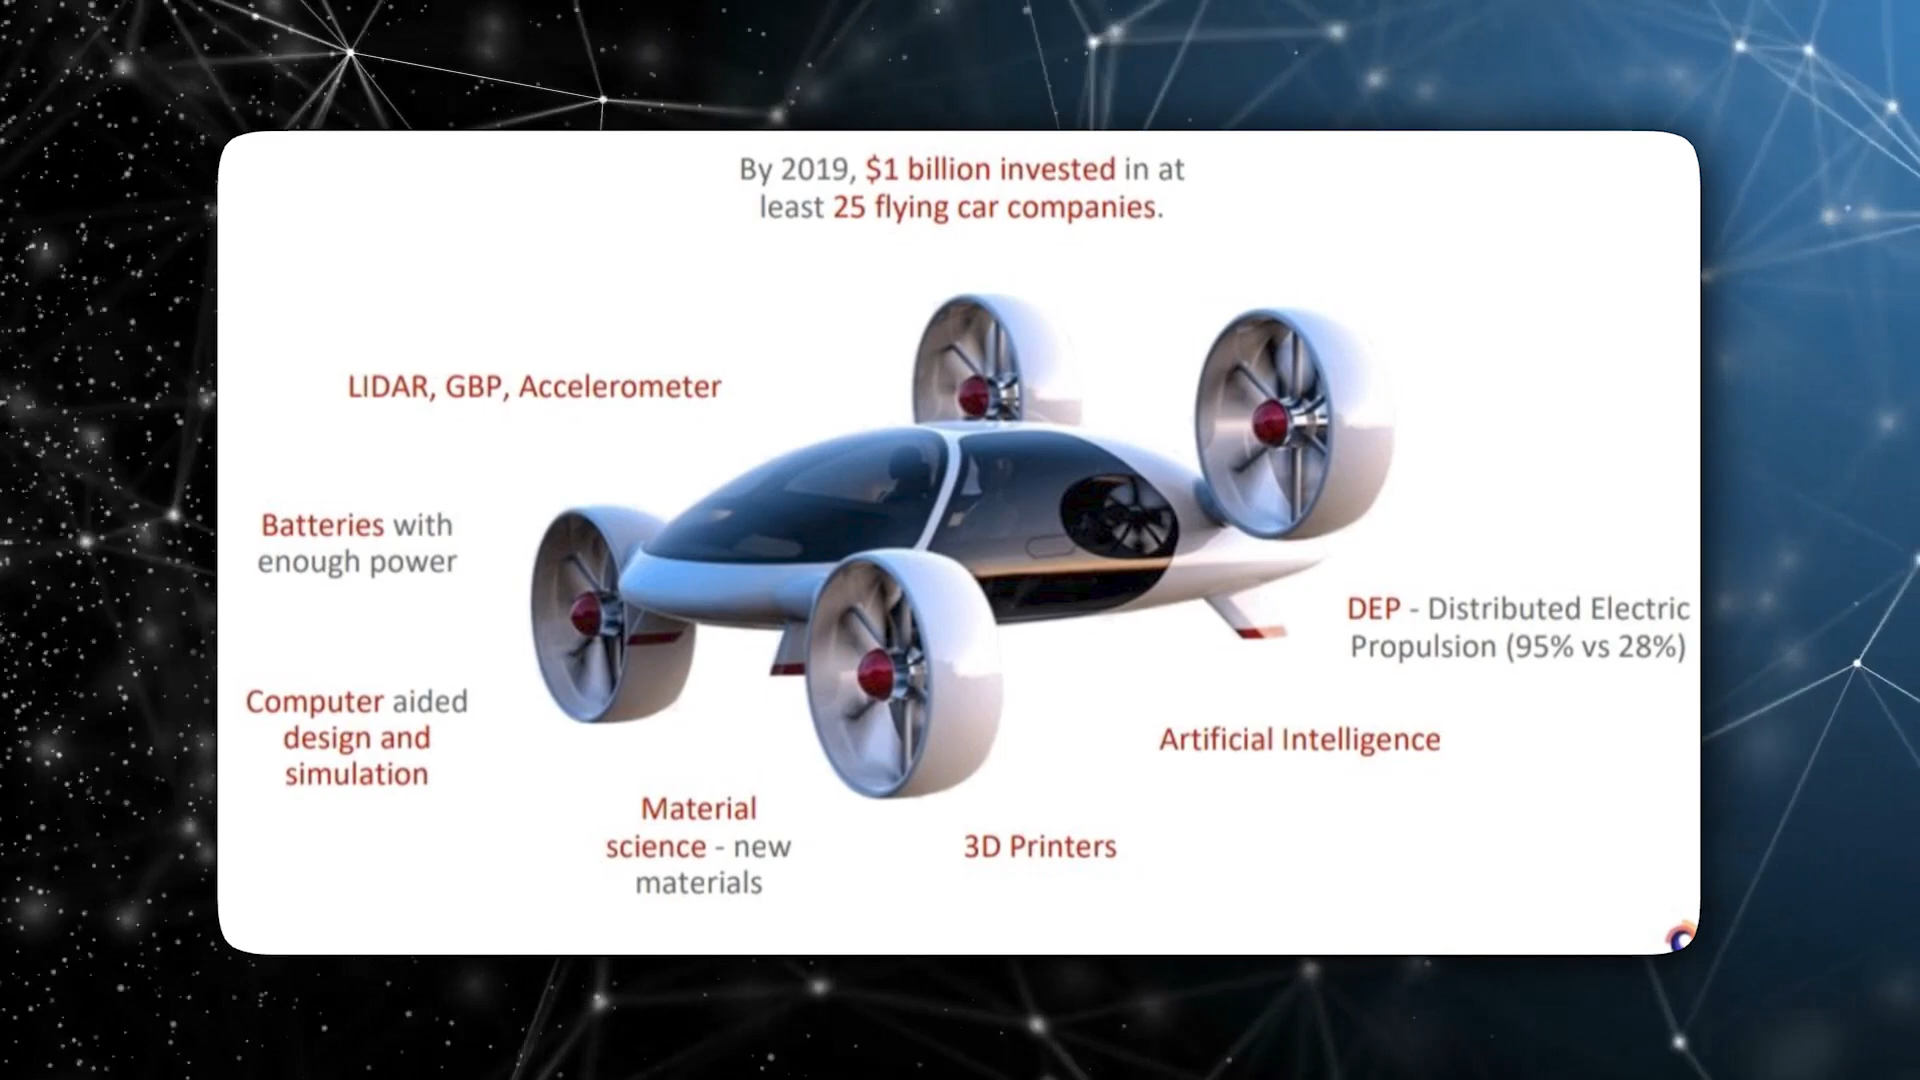 By 2019, $1 billion invested in at
least 25 flying car companies.
LIDAR, GBP, Accelerometer
Batteries with
enough power
DEP - Distributed Electric
Propulsion (95% vs 28%)
Computer aided
design and
simulation
Artificial Intelligence
Material
science - new
materials
3D Printers